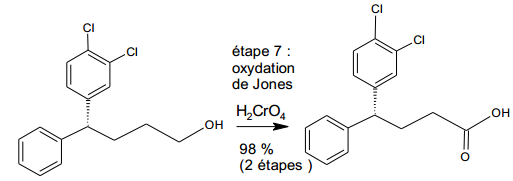 Cl
Cl
OH
étape 7 :
oxydation
de Jones
H2CrO4
98 %
(2 étapes )
Cl
Cl
OH
O